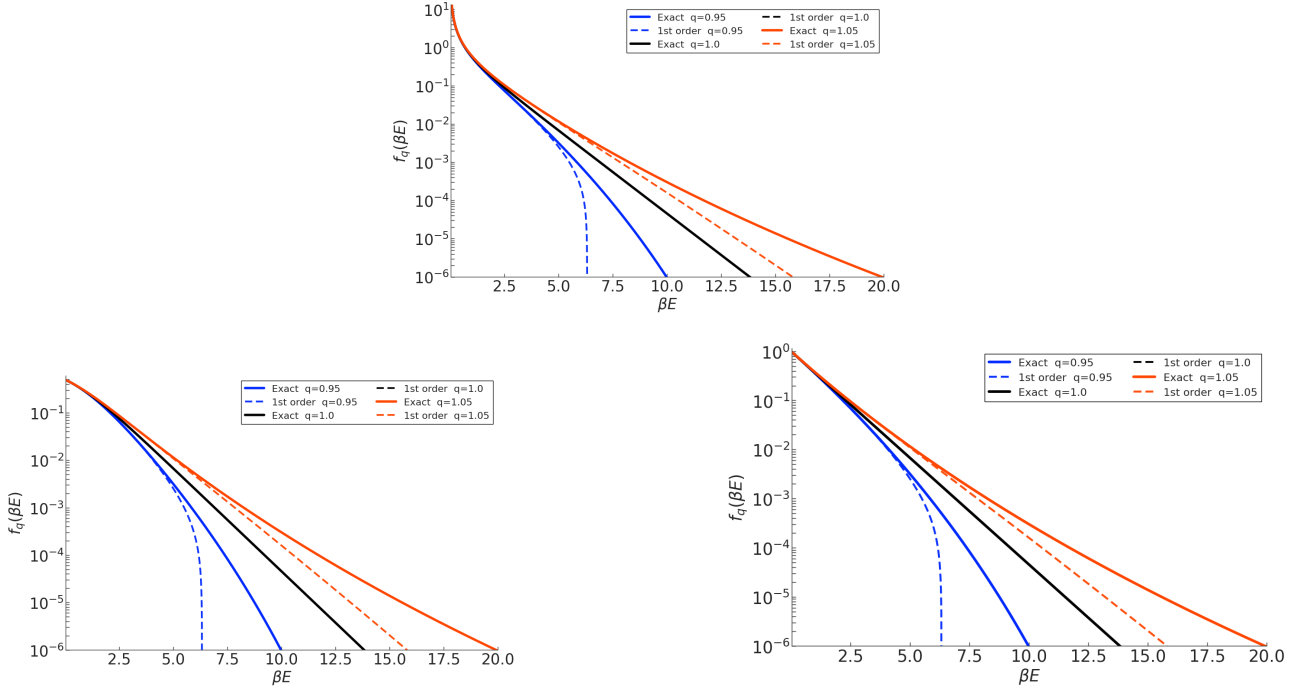 10¹
10⁰
10⁻¹
10⁻²
10⁻³
10⁻⁴
10⁻⁵
10⁻⁶
f_q(βE)
Exact q=0.95
1st order q=0.95
Exact q=1.0
1st order q=1.0
Exact q=1.05
1st order q=1.05
2.5 5.0 7.5 10.0 12.5 15.0 17.5 20.0
βE
10⁻¹
10⁻²
10⁻³
10⁻⁴
10⁻⁵
10⁻⁶
f_q(βE)
Exact q=0.95
1st order q=0.95
Exact q=1.0
1st order q=1.0
Exact q=1.05
1st order q=1.05
2.5 5.0 7.5 10.0 12.5 15.0 17.5 20.0
βE
10⁰
10⁻¹
10⁻²
10⁻³
10⁻⁴
10⁻⁵
10⁻⁶
f_q(βE)
Exact q=0.95
1st order q=0.95
Exact q=1.0
1st order q=1.0
Exact q=1.05
1st order q=1.05
2.5 5.0 7.5 10.0 12.5 15.0 17.5 20.0
βE